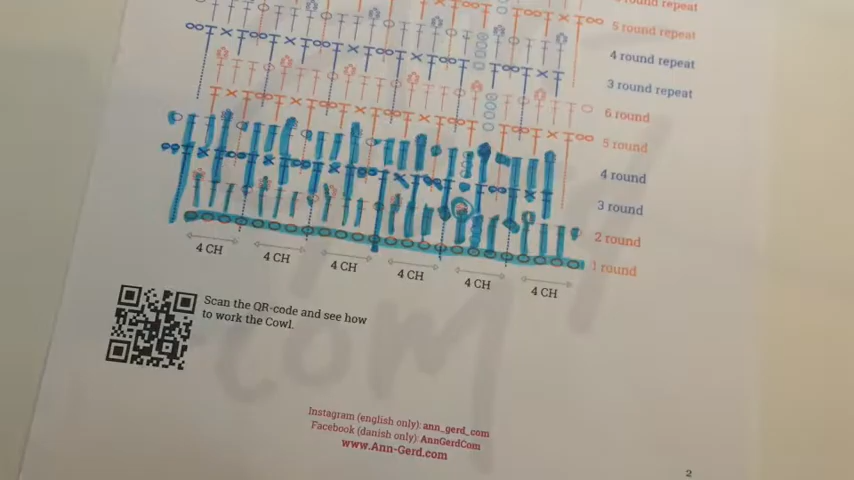 round repeat
5 round repeat
4 round repeat
3 round repeat
6 round
5 round
4 round
3 round
2 round
1 round
4 CH
4 CH
4 CH
4 CH
4 CH
4 CH
Scan the QR-code and see how
to work the Cowl.
Instagram (english only): ann_gerd_com
Facebook (danish only): AnnGerdCom
www.Ann-Gerd.com
2
.com